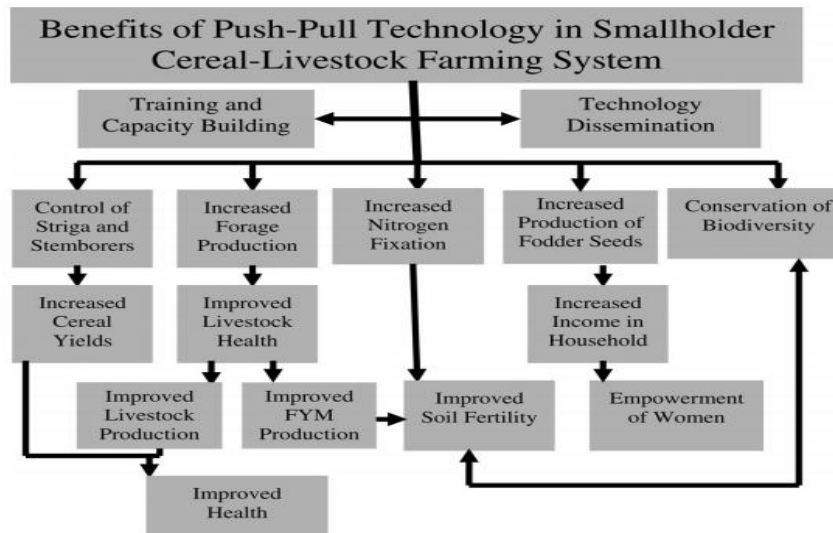 Benefits of Push-Pull Technology in Smallholder
Cereal-Livestock Farming System
Training and
Capacity Building
Technology
Dissemination
Control of
Striga and
Stemborers
Increased
Forage
Production
Increased
Nitrogen
Fixation
Increased
Production of
Fodder Seeds
Conservation of
Biodiversity
Increased
Cereal
Yields
Improved
Livestock
Health
Increased
Income in
Household
Improved
Livestock
Production
Improved
FYM
Production
Improved
Soil Fertility
Empowerment
of Women
Improved
Health